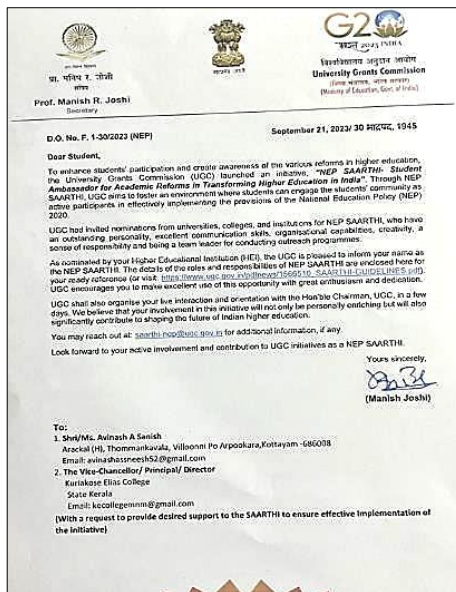 G20
भारत 2023 INDIA
प्रा. मनिष र. जोशी
सचिव
Prof. Manish R. Joshi
Secretary
सत्यमेव जयते
विश्वविद्यालय अनुदान आयोग
University Grants Commission
(शिक्षा मंत्रालय, भारत सरकार)
(Ministry of Education, Govt. of India)
D.O. No. F. 1-30/2023 (NEP)
September 21, 2023/ 30 भाद्रपद, 1945
Dear Student,
To enhance students' participation and create awareness of the various reforms in higher education,
the University Grants Commission (UGC) launched an initiative, "NEP SAARTHI- Student
Ambassador for Academic Reforms in Transforming Higher Education in India". Through NEP
SAARTHI, UGC aims to foster an environment where students can engage the students' community as
active participants in effectively implementing the provisions of the National Education Policy (NEP)
2020.
UGC had invited nominations from universities, colleges, and institutions for NEP SAARTHI, who have
an outstanding personality, excellent communication skills, organisational capabilities, creativity, a
sense of responsibility and being a team leader for conducting outreach programmes.
As nominated by your Higher Educational Institution (HEI), the UGC is pleased to inform your name as
the NEP SAARTHI. The details of the roles and responsibilities of NEP SAARTHI are enclosed here for
your ready reference (or visit: https://www.ugc.gov.in/pdfnews/1566510_SAARTHI-GUIDELINES.pdf).
UGC encourages you to make excellent use of this opportunity with great enthusiasm and dedication.
UGC shall also organise your live interaction and orientation with the Hon'ble Chairman, UGC, in a few
days. We believe that your involvement in this initiative will not only be personally enriching but will also
significantly contribute to shaping the future of Indian higher education.
You may reach out at: saarthi-nep@ugc.gov.in for additional information, if any.
Look forward to your active involvement and contribution to UGC initiatives as a NEP SAARTHI.
Yours sincerely,
(Manish Joshi)
To:
1. Shri/Ms. Avinash A Sanish
Arackal (H), Thommankavala, Villoonni Po Arpookara,Kottayam -686008
Email: avinashassneesh52@gmail.com
2. The Vice-Chancellor/ Principal/ Director
Kuriakose Elias College
State Kerala
Email: kecollegemnm@gmail.com
(With a request to provide desired support to the SAARTHI to ensure effective Implementation of
the initiative)